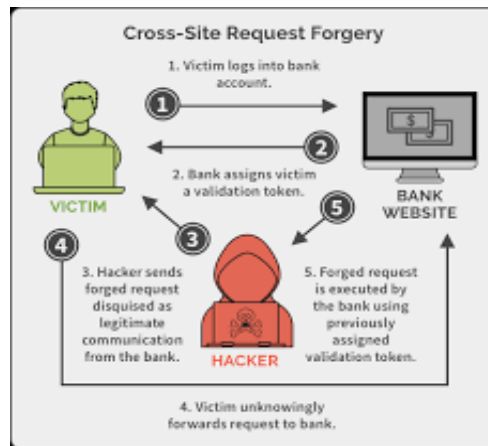 Cross-Site Request Forgery
1. Victim logs into bank
account.
1
2
$
$
2. Bank assigns victim
a validation token.
VICTIM
BANK
WEBSITE
3
5
4
3. Hacker sends
forged request
disquised as
legitimate
communication
from the bank.
HACKER
5. Forged request
is executed by
the bank using
previously
assigned
validation token.
4. Victim unknowingly
forwards request to bank.